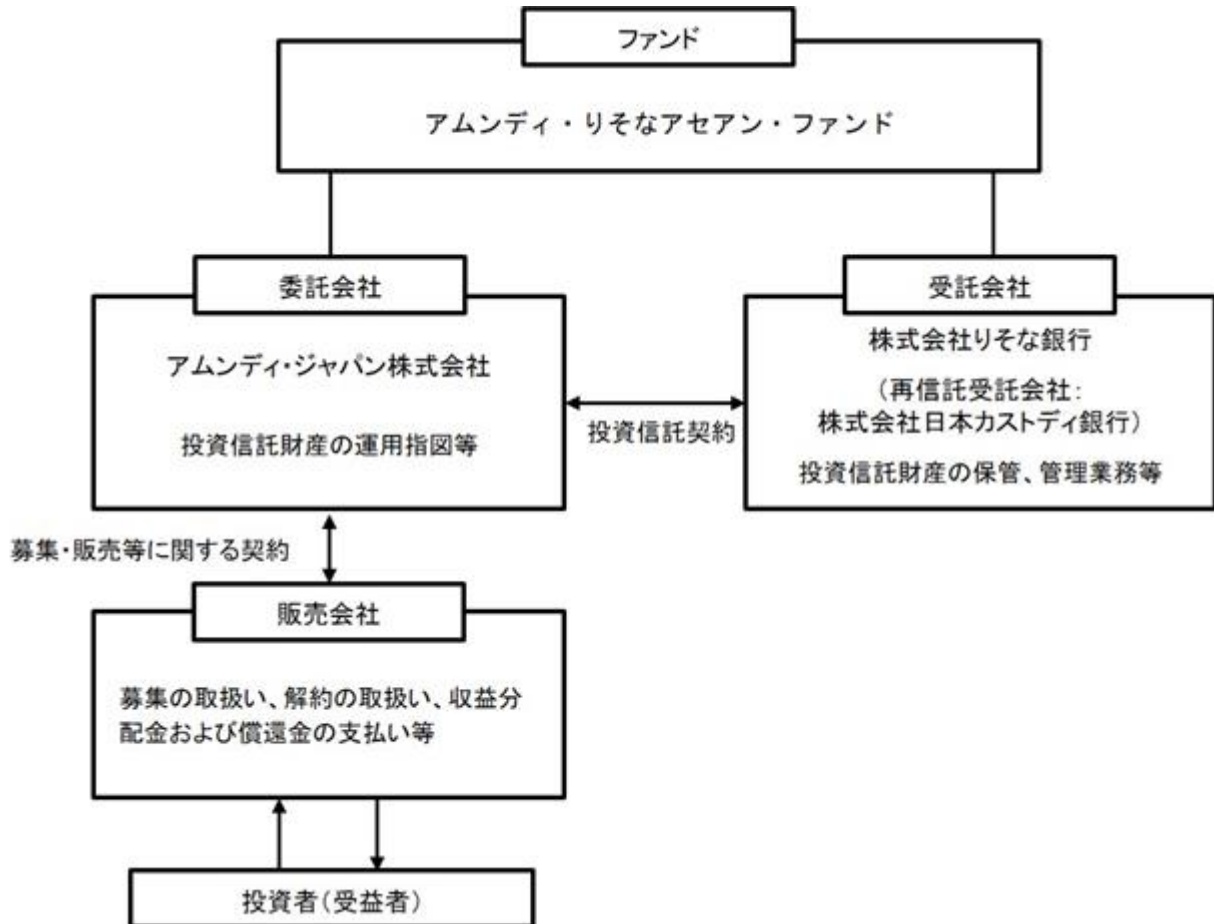 ファンド
アムンディ・りそなアセアン・ファンド
委託会社
アムンディ・ジャパン株式会社
投資信託財産の運用指図等
投資信託契約
受託会社
株式会社りそな銀行
（再信託受託会社：
株式会社日本カストディ銀行）
投資信託財産の保管、管理業務等
募集・販売等に関する契約
販売会社
募集の取扱い、解約の取扱い、収益分
配金および償還金の支払い等
投資者（受益者）